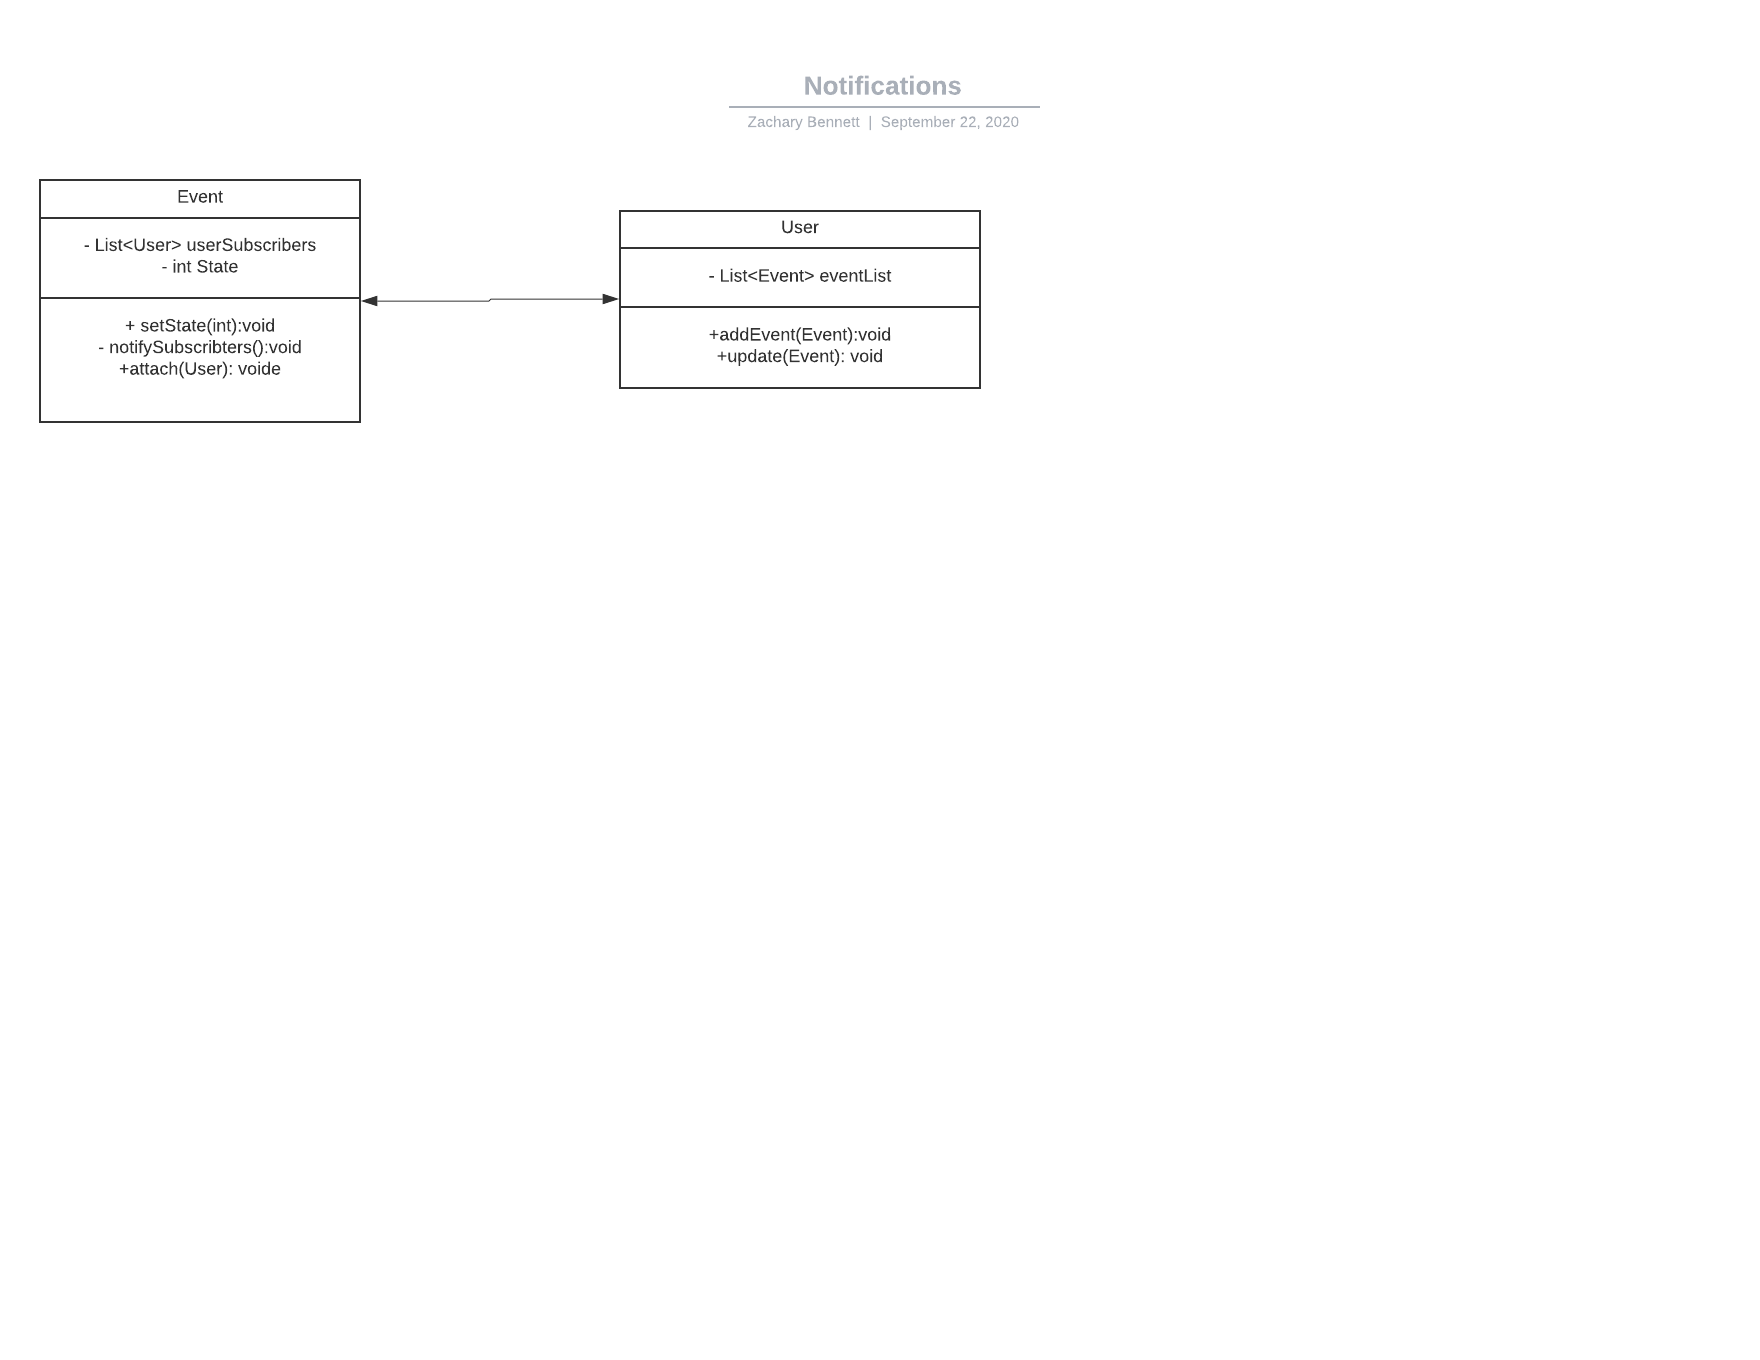 Notifications
Zachary Bennett | September 22, 2020
Event
- List<User> userSubscribers
- int State
+ setState(int):void
- notifySubscribters():void
+attach(User): voide
User
- List<Event> eventList
+addEvent(Event):void
+update(Event): void